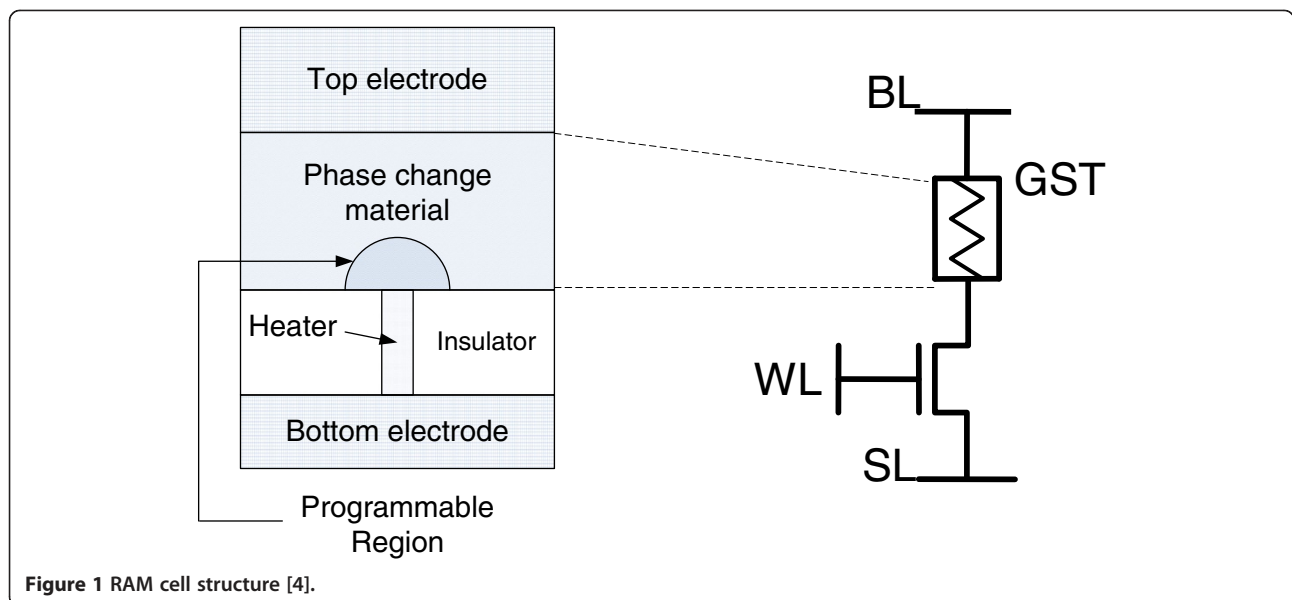 Top electrode
Phase change
material
Heater
Insulator
Bottom electrode
Programmable
Region
BL
GST
WL
SL
Figure 1 RAM cell structure [4].